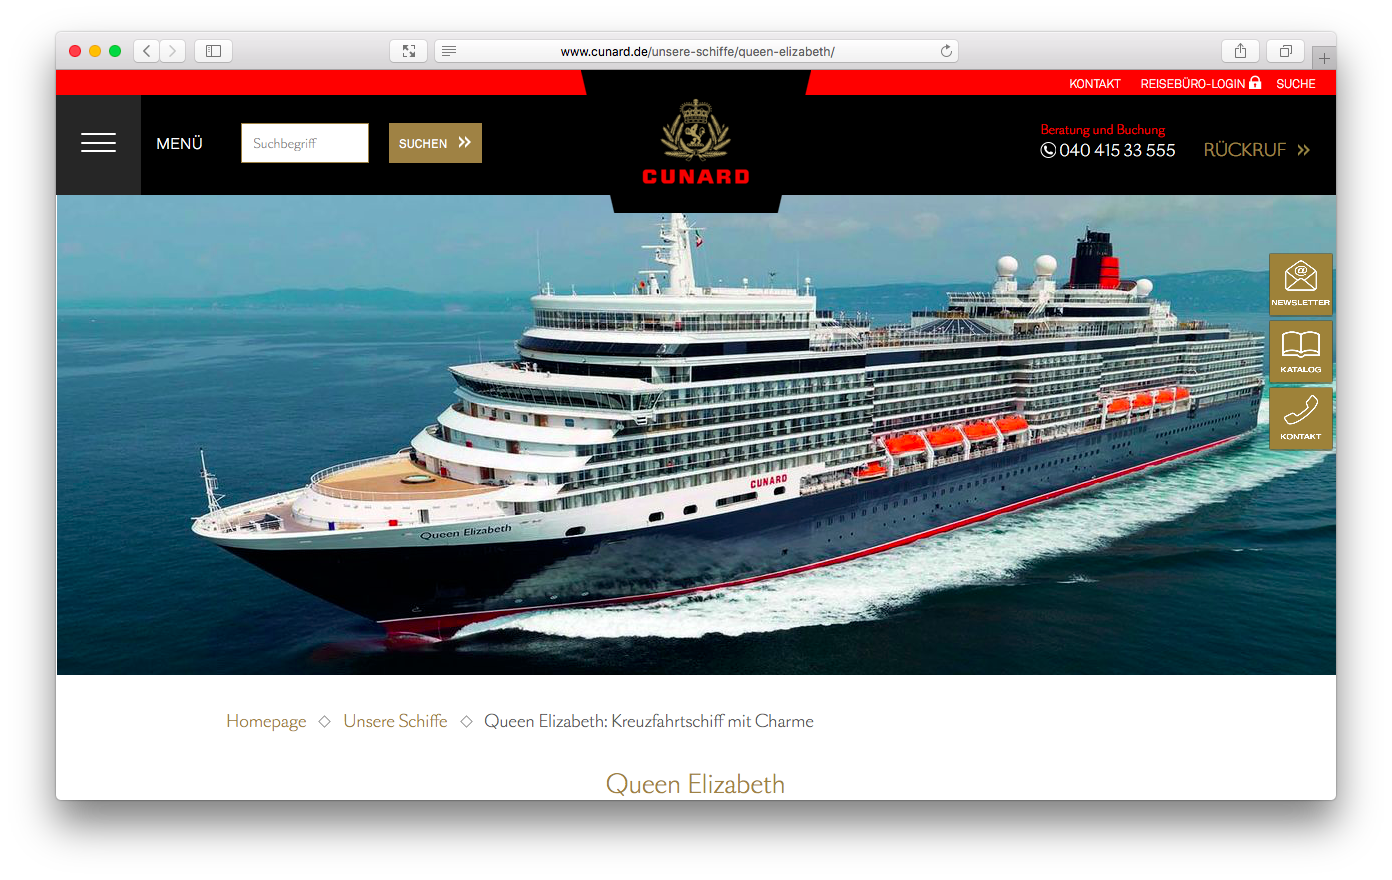 www.cunard.de/unsere-schiffe/queen-elizabeth/
KONTAKT REISEBÜRO-LOGIN SUCHE
MENÜ
Suchbegriff
SUCHEN
CUNARD
Beratung und Buchung
040 415 33 555
RÜCKRUF
NEWSLETTER
KATALOG
KONTAKT
CUNARD
Queen Elizabeth
Homepage ◇ Unsere Schiffe ◇ Queen Elizabeth: Kreuzfahrtschiff mit Charme
Queen Elizabeth